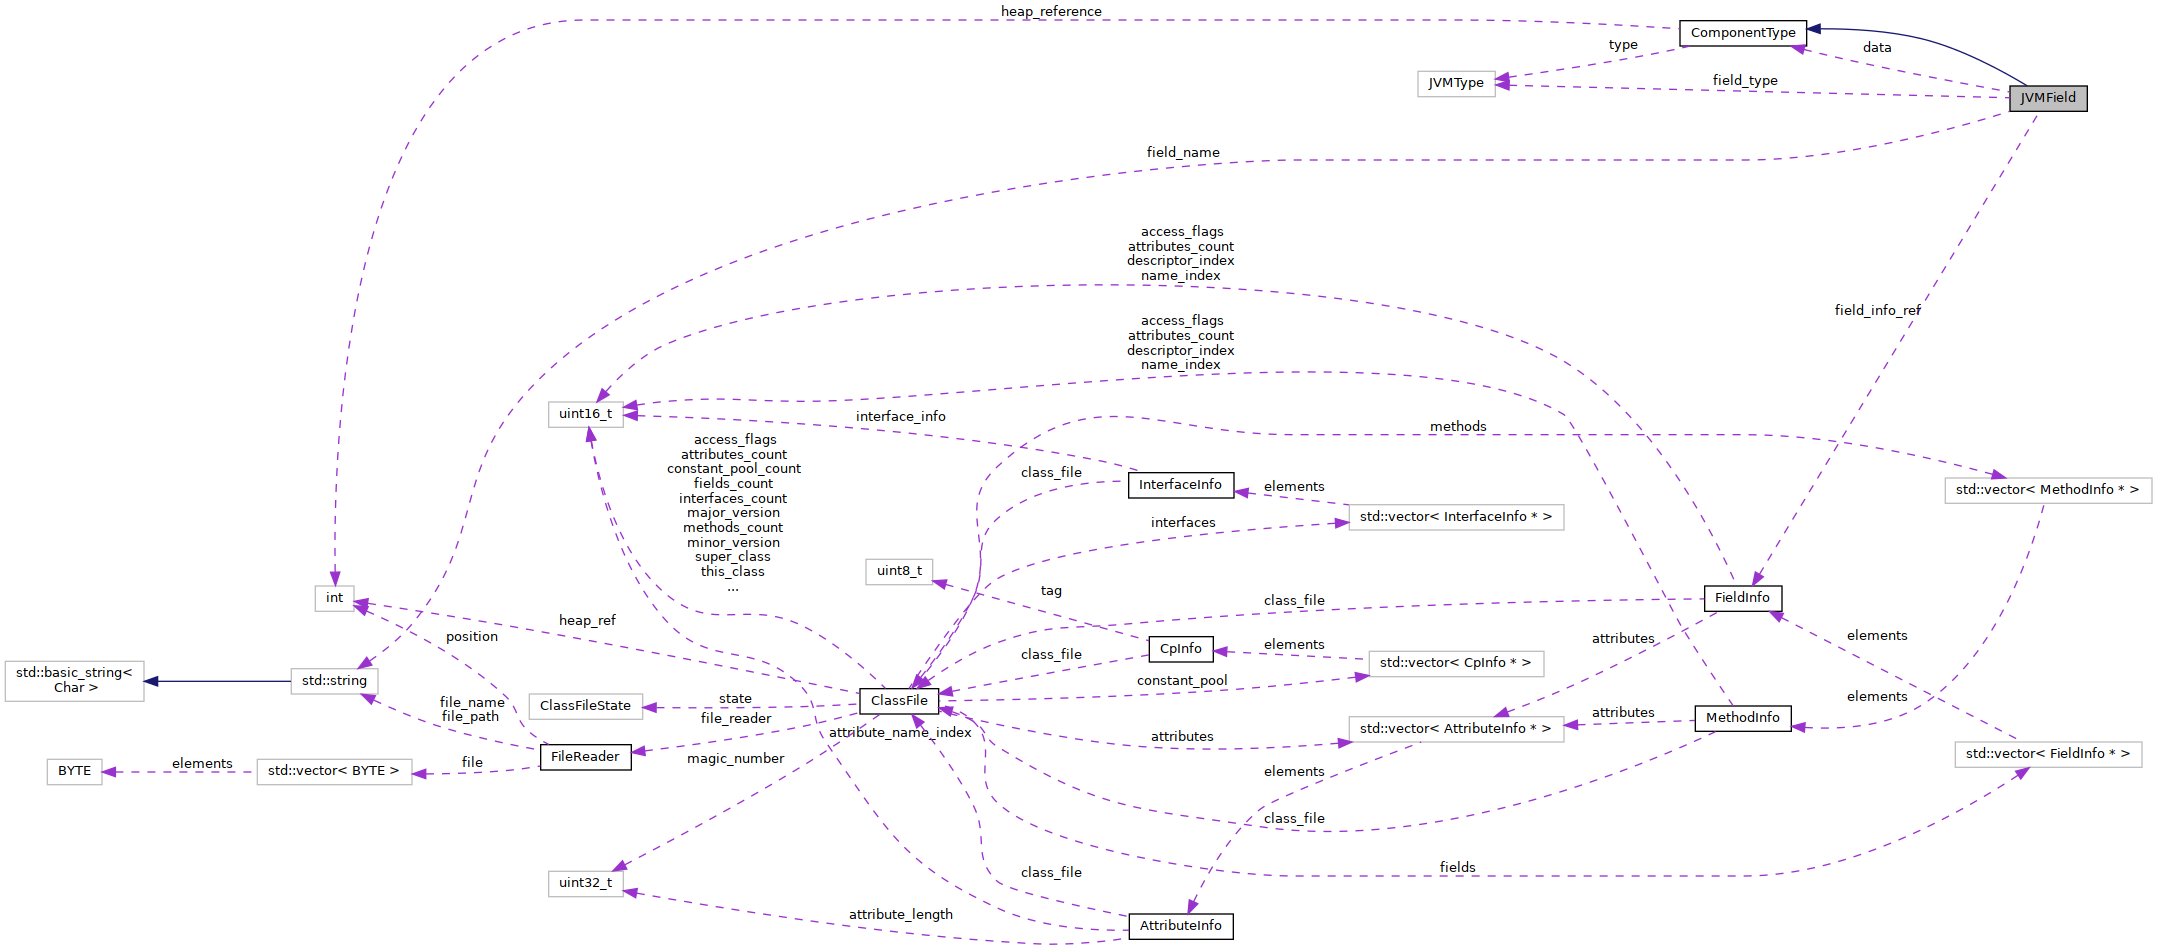 heap_reference
ComponentType
type
data
JVMType
field_type
JVMField
field_name
access_flags
attributes_count
descriptor_index
name_index
field_info_ref
access_flags
attributes_count
descriptor_index
name_index
uint16_t
interface_info
methods
access_flags
attributes_count
constant_pool_count
fields_count
interfaces_count
major_version
methods_count
minor_version
super_class
this_class
...
class_file
InterfaceInfo
elements
std::vector< MethodInfo * >
interfaces
std::vector< InterfaceInfo * >
uint8_t
tag
int
heap_ref
class_file
FieldInfo
position
attributes
elements
CpInfo
elements
class_file
std::vector< CpInfo * >
std::basic_string<
Char >
std::string
constant_pool
ClassFileState
state
ClassFile
elements
file_name
file_path
file_reader
attributes
MethodInfo
attribute_name_index
attributes
std::vector< AttributeInfo * >
BYTE
elements
std::vector< BYTE >
file
FileReader
magic_number
elements
std::vector< FieldInfo * >
class_file
fields
class_file
uint32_t
attribute_length
AttributeInfo